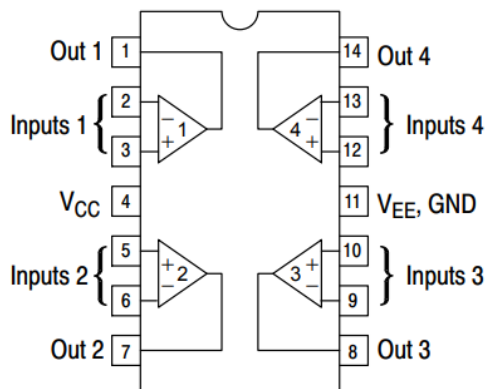 Out 1 1 14 Out 4
2 13
Inputs 1 − 1 4 − Inputs 4
+ +
3 12
VCC 4 11 VEE, GND
5 10
Inputs 2 + 2 3 + Inputs 3
− −
6 9
Out 2 7 8 Out 3